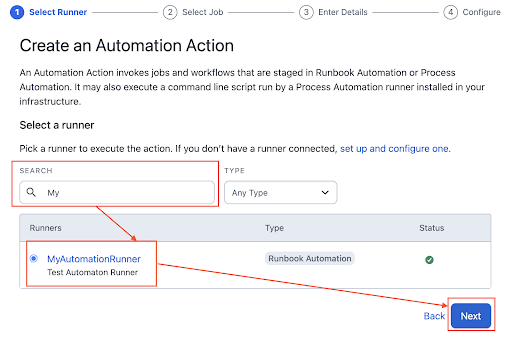 1 Select Runner 2 Select Job 3 Enter Details 4 Configure
Create an Automation Action
An Automation Action invokes jobs and workflows that are staged in Runbook Automation or Process
Automation. It may also execute a command line script run by a Process Automation runner installed in your
infrastructure.
Select a runner
Pick a runner to execute the action. If you don't have a runner connected, set up and configure one.
SEARCH TYPE
My Any Type
Runners Type Status
MyAutomationRunner Runbook Automation
Test Automaton Runner
Back Next